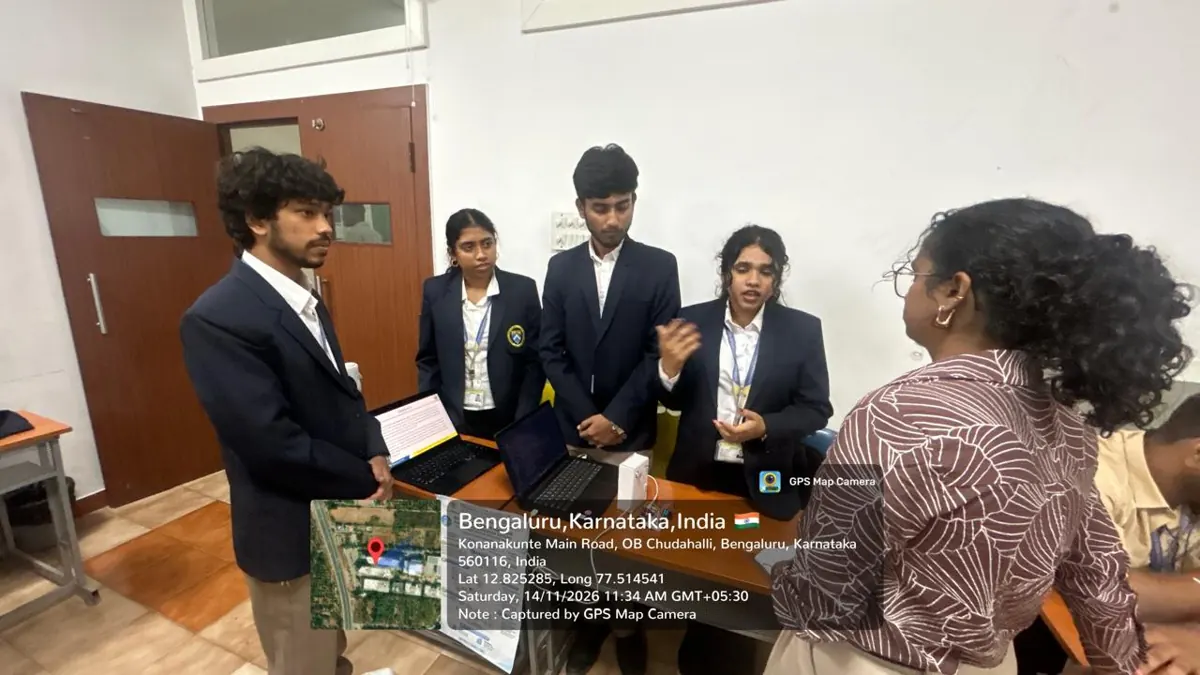 GPS Map Camera
Bengaluru,Karnataka,India
Konanakunte Main Road, OB Chudahalli, Bengaluru, Karnataka
560116, India
Lat 12.825285, Long 77.514541
Saturday, 14/11/2026 11:34 AM GMT+05:30
Note : Captured by GPS Map Camera